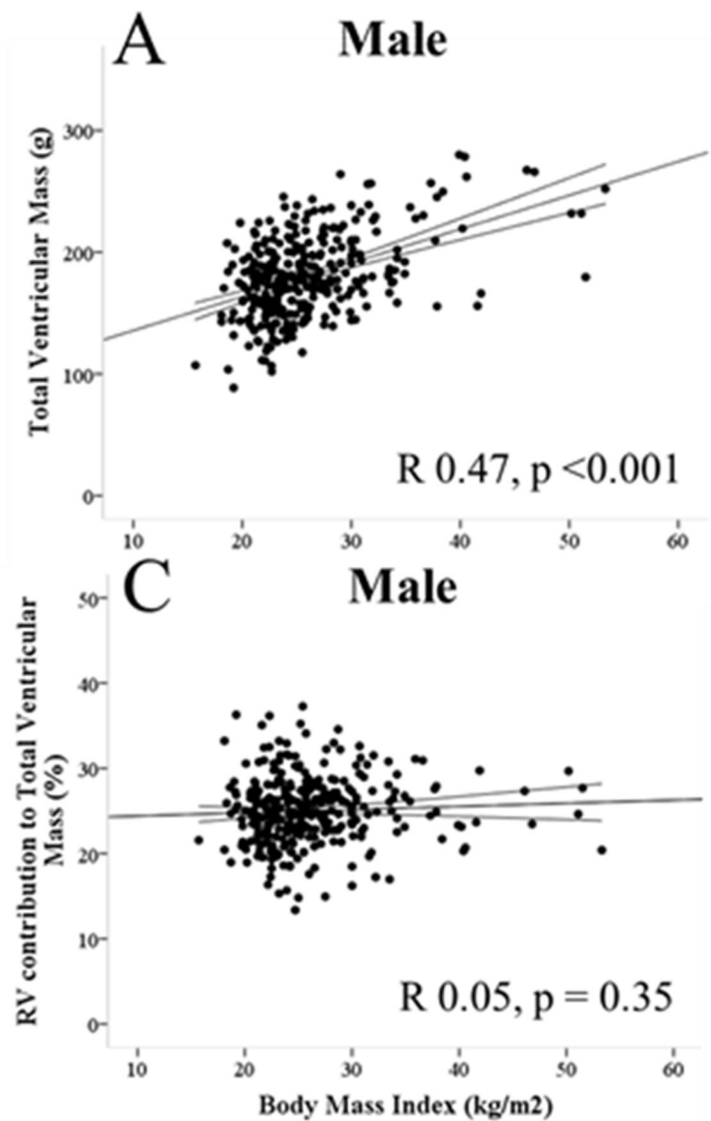 A
Male
Total Ventricular Mass (g)
300
200
100
0
R 0.47, p <0.001
10 20 30 40 50 60
C
Male
RV contribution to Total Ventricular
Mass (%)
50
40
30
20
10
0
R 0.05, p = 0.35
10 20 30 40 50 60
Body Mass Index (kg/m2)